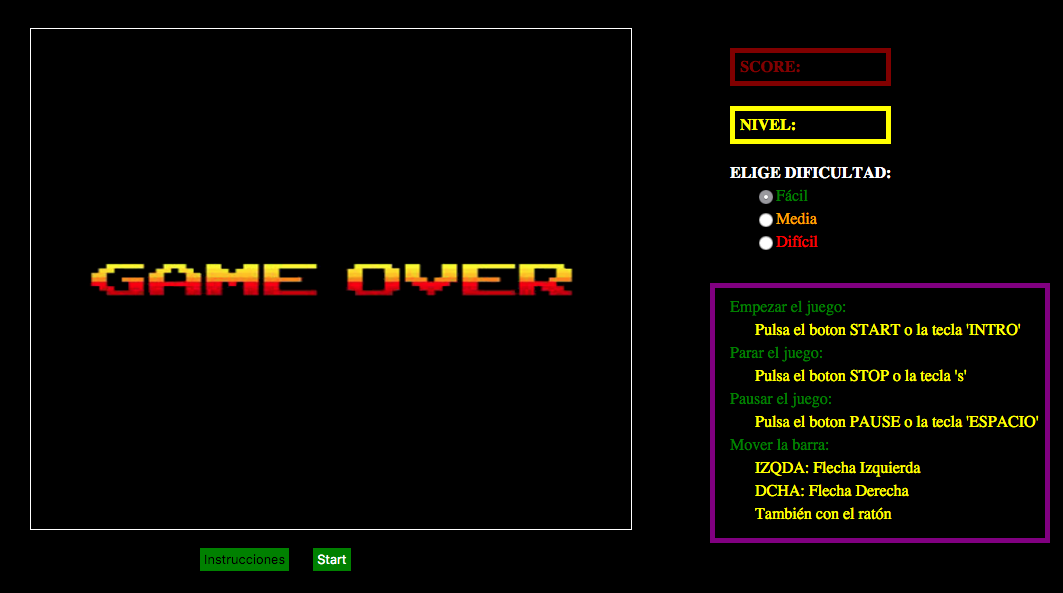 GAME OVER
Instrucciones
Start
SCORE:
NIVEL:
ELIGE DIFICULTAD:
Fácil
Media
Difícil
Empezar el juego:
Pulsa el boton START o la tecla 'INTRO'
Parar el juego:
Pulsa el boton STOP o la tecla 's'
Pausar el juego:
Pulsa el boton PAUSE o la tecla 'ESPACIO'
Mover la barra:
IZQDA: Flecha Izquierda
DCHA: Flecha Derecha
También con el ratón